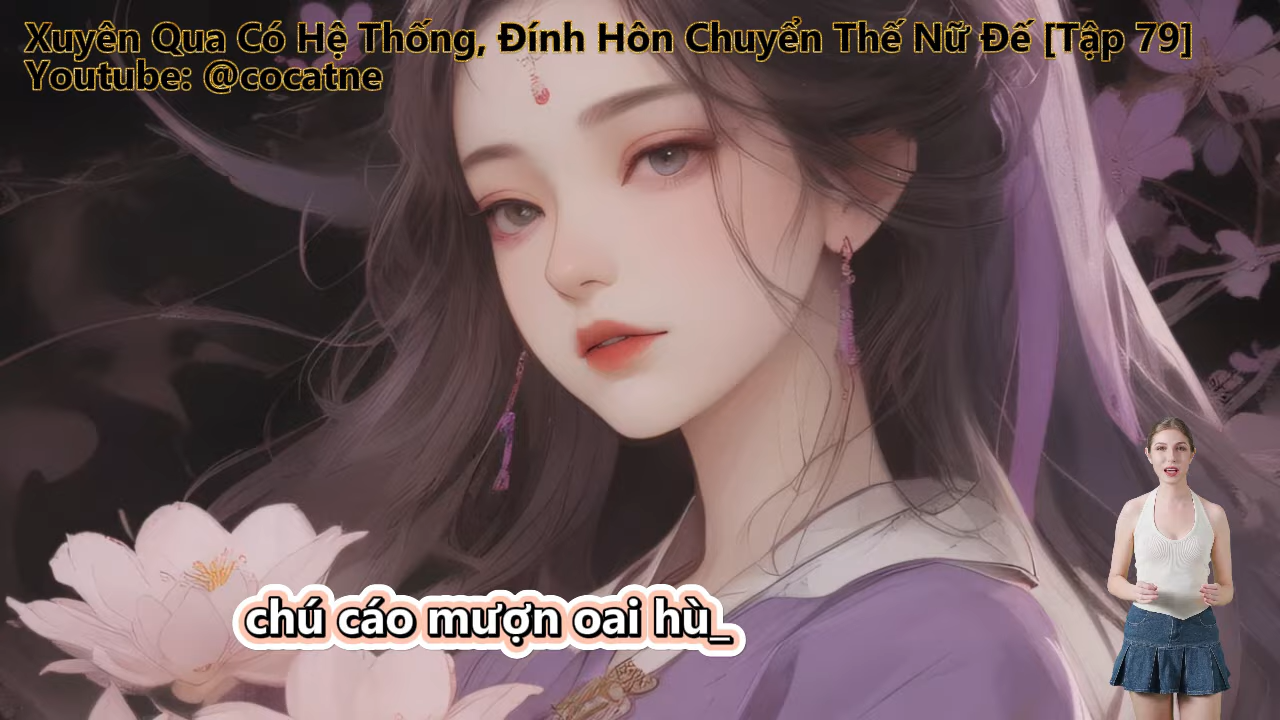 Xuyên Qua Có Hệ Thống, Đính Hôn Chuyển Thế Nữ Đế [Tập 79]
Youtube: @cocatne
chú cáo mượn oai hù_